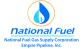 National Fuel
National Fuel Gas Supply Corporation
Empire Pipeline, Inc.